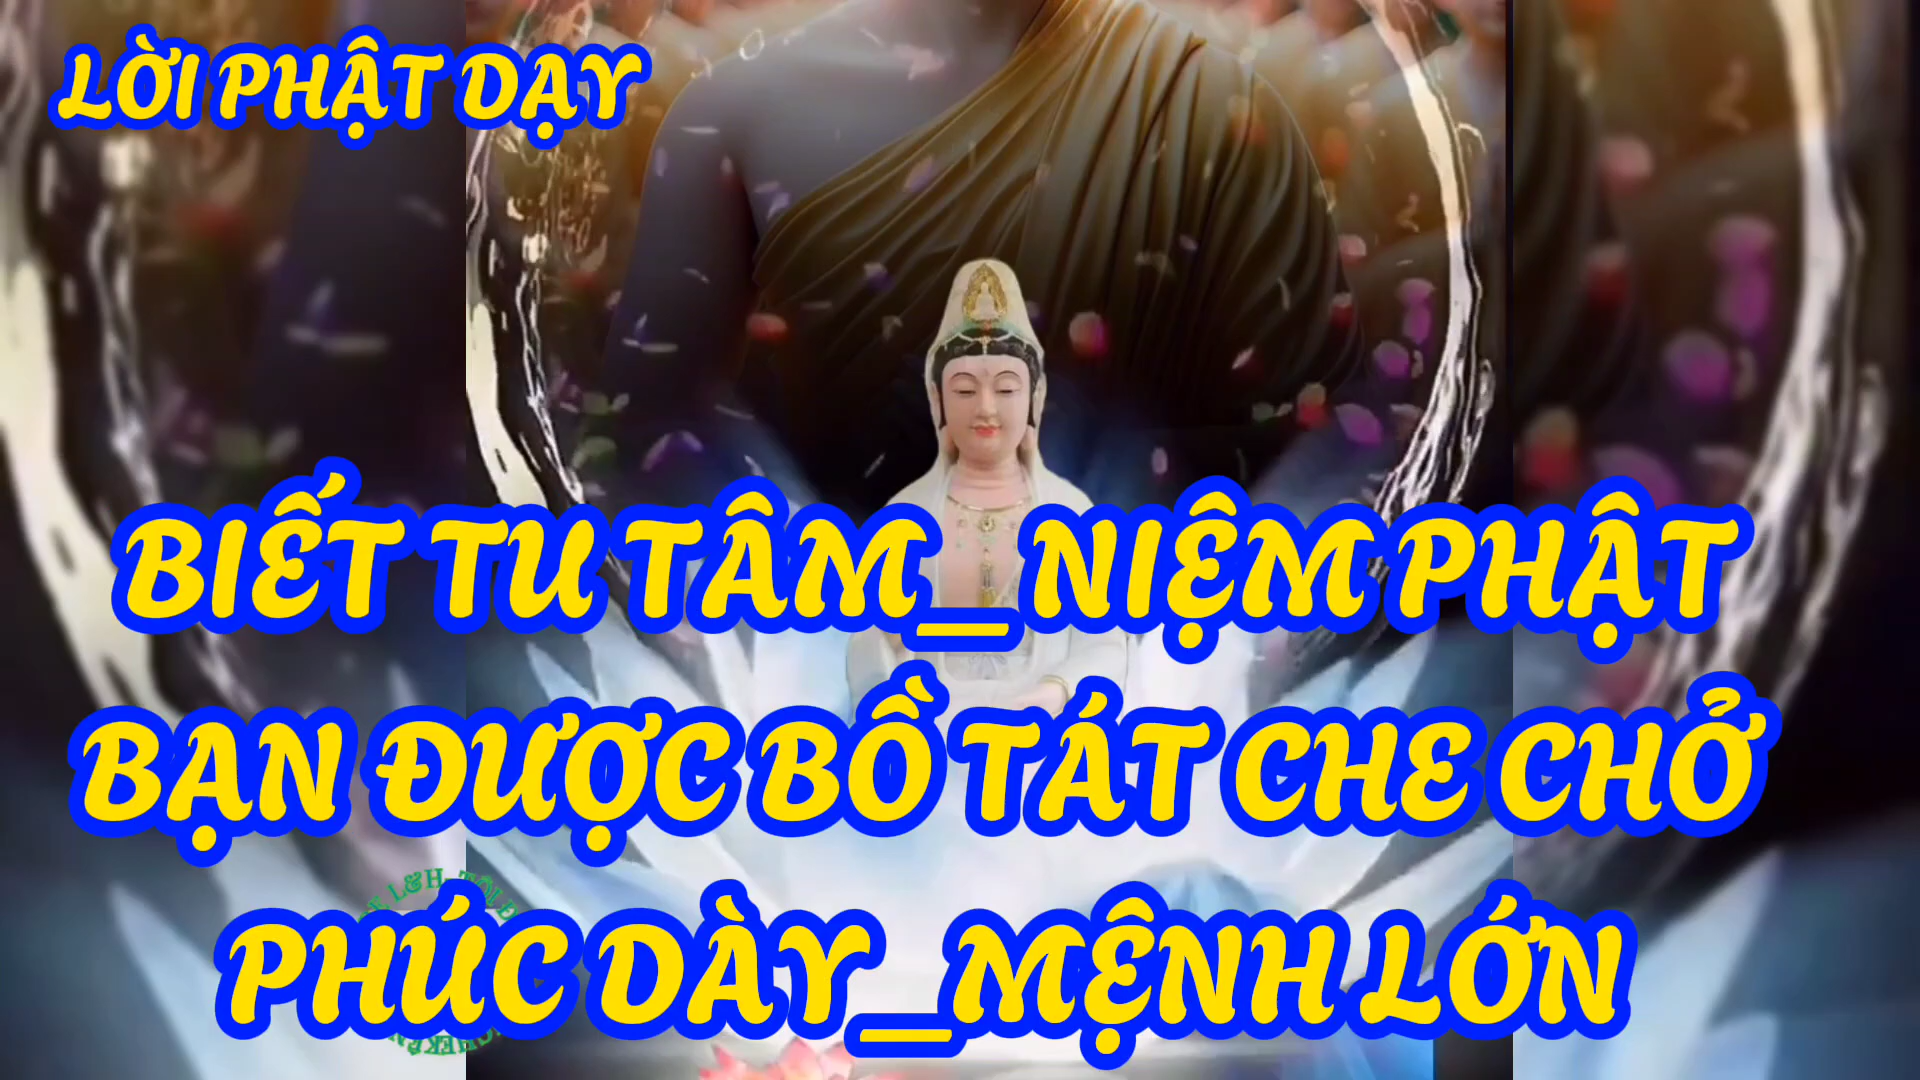 LỜI PHẬT DẠY
BIẾT TU TÂM_NIỆM PHẬT
BẠN ĐƯỢC BỒ TÁT CHE CHỞ
L&H
PHÚC DÀY_MỆNH LỚN